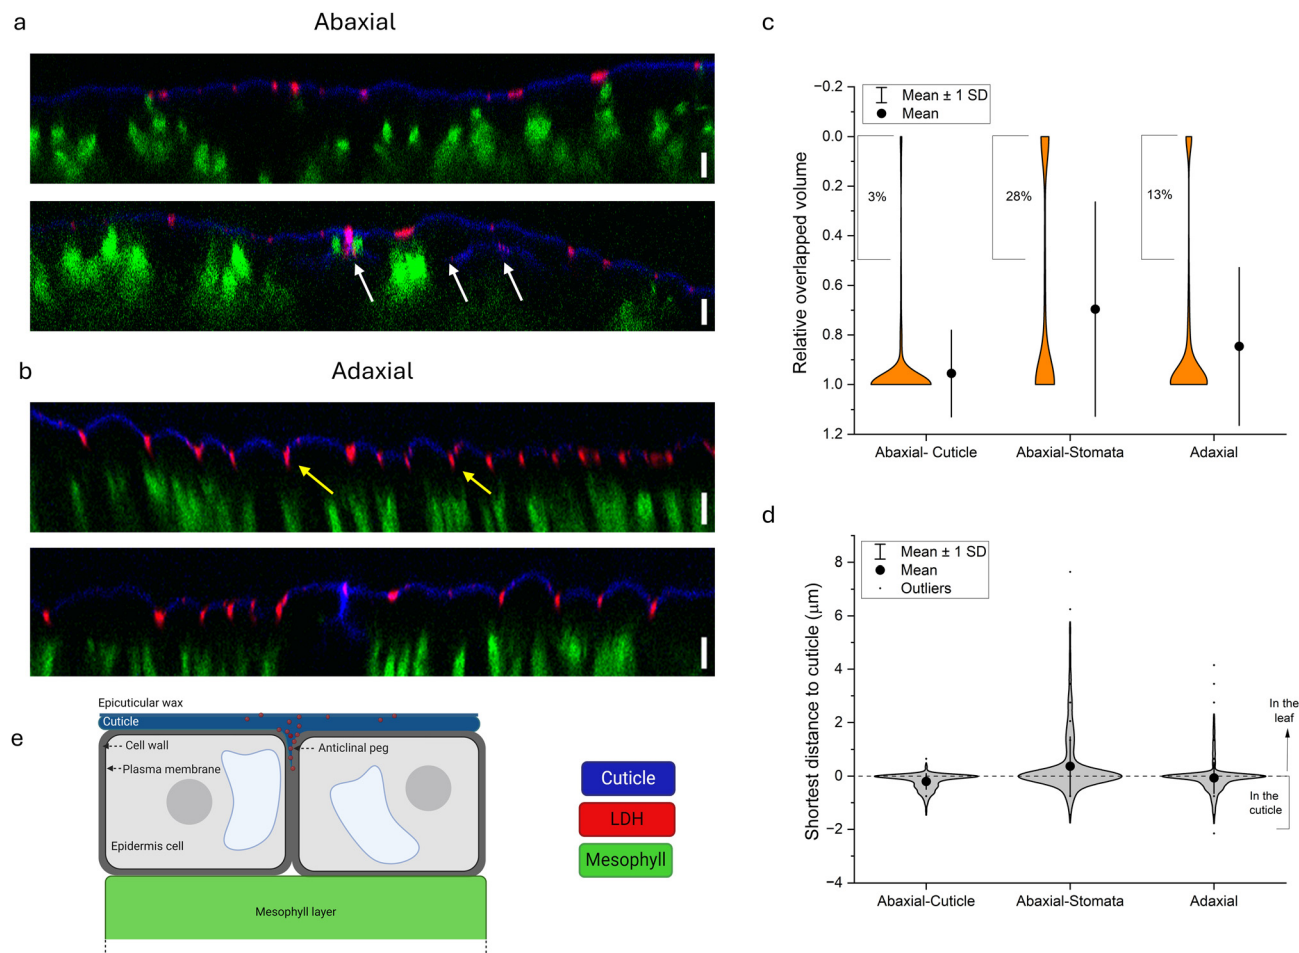 a
Abaxial
b
Adaxial
e
Epicuticular wax
Cuticle
Cell wall
Anticlinal peg
Plasma membrane
Epidermis cell
Mesophyll layer
Cuticle
LDH
Mesophyll
c
Mean ± 1 SD
Mean
Relative overlapped volume
−0.2
0.0
0.2
0.4
0.6
0.8
1.0
1.2
3%
28%
13%
Abaxial- Cuticle
Abaxial-Stomata
Adaxial
d
Mean ± 1 SD
Mean
Outliers
Shortest distance to cuticle (μm)
8
6
4
2
0
−2
−4
In the
leaf
In the
cuticle
Abaxial-Cuticle
Abaxial-Stomata
Adaxial